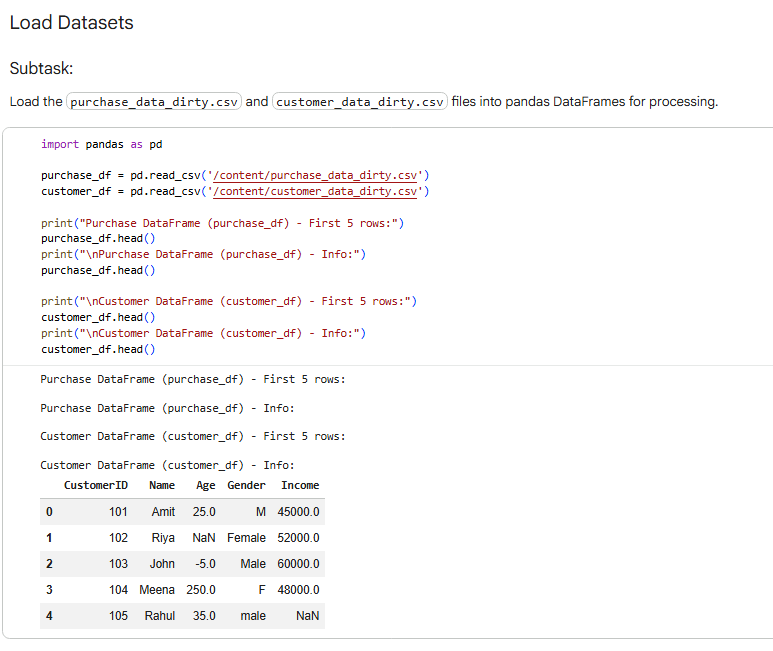 Load Datasets
Subtask:
Load the purchase_data_dirty.csv and customer_data_dirty.csv files into pandas DataFrames for processing.
import pandas as pd
purchase_df = pd.read_csv('/content/purchase_data_dirty.csv')
customer_df = pd.read_csv('/content/customer_data_dirty.csv')
print("Purchase DataFrame (purchase_df) - First 5 rows:")
purchase_df.head()
print("\nPurchase DataFrame (purchase_df) - Info:")
purchase_df.head()
print("\nCustomer DataFrame (customer_df) - First 5 rows:")
customer_df.head()
print("\nCustomer DataFrame (customer_df) - Info:")
customer_df.head()
Purchase DataFrame (purchase_df) - First 5 rows:
Purchase DataFrame (purchase_df) - Info:
Customer DataFrame (customer_df) - First 5 rows:
Customer DataFrame (customer_df) - Info:
CustomerID Name Age Gender Income
0 101 Amit 25.0 M 45000.0
1 102 Riya NaN Female 52000.0
2 103 John -5.0 Male 60000.0
3 104 Meena 250.0 F 48000.0
4 105 Rahul 35.0 male NaN